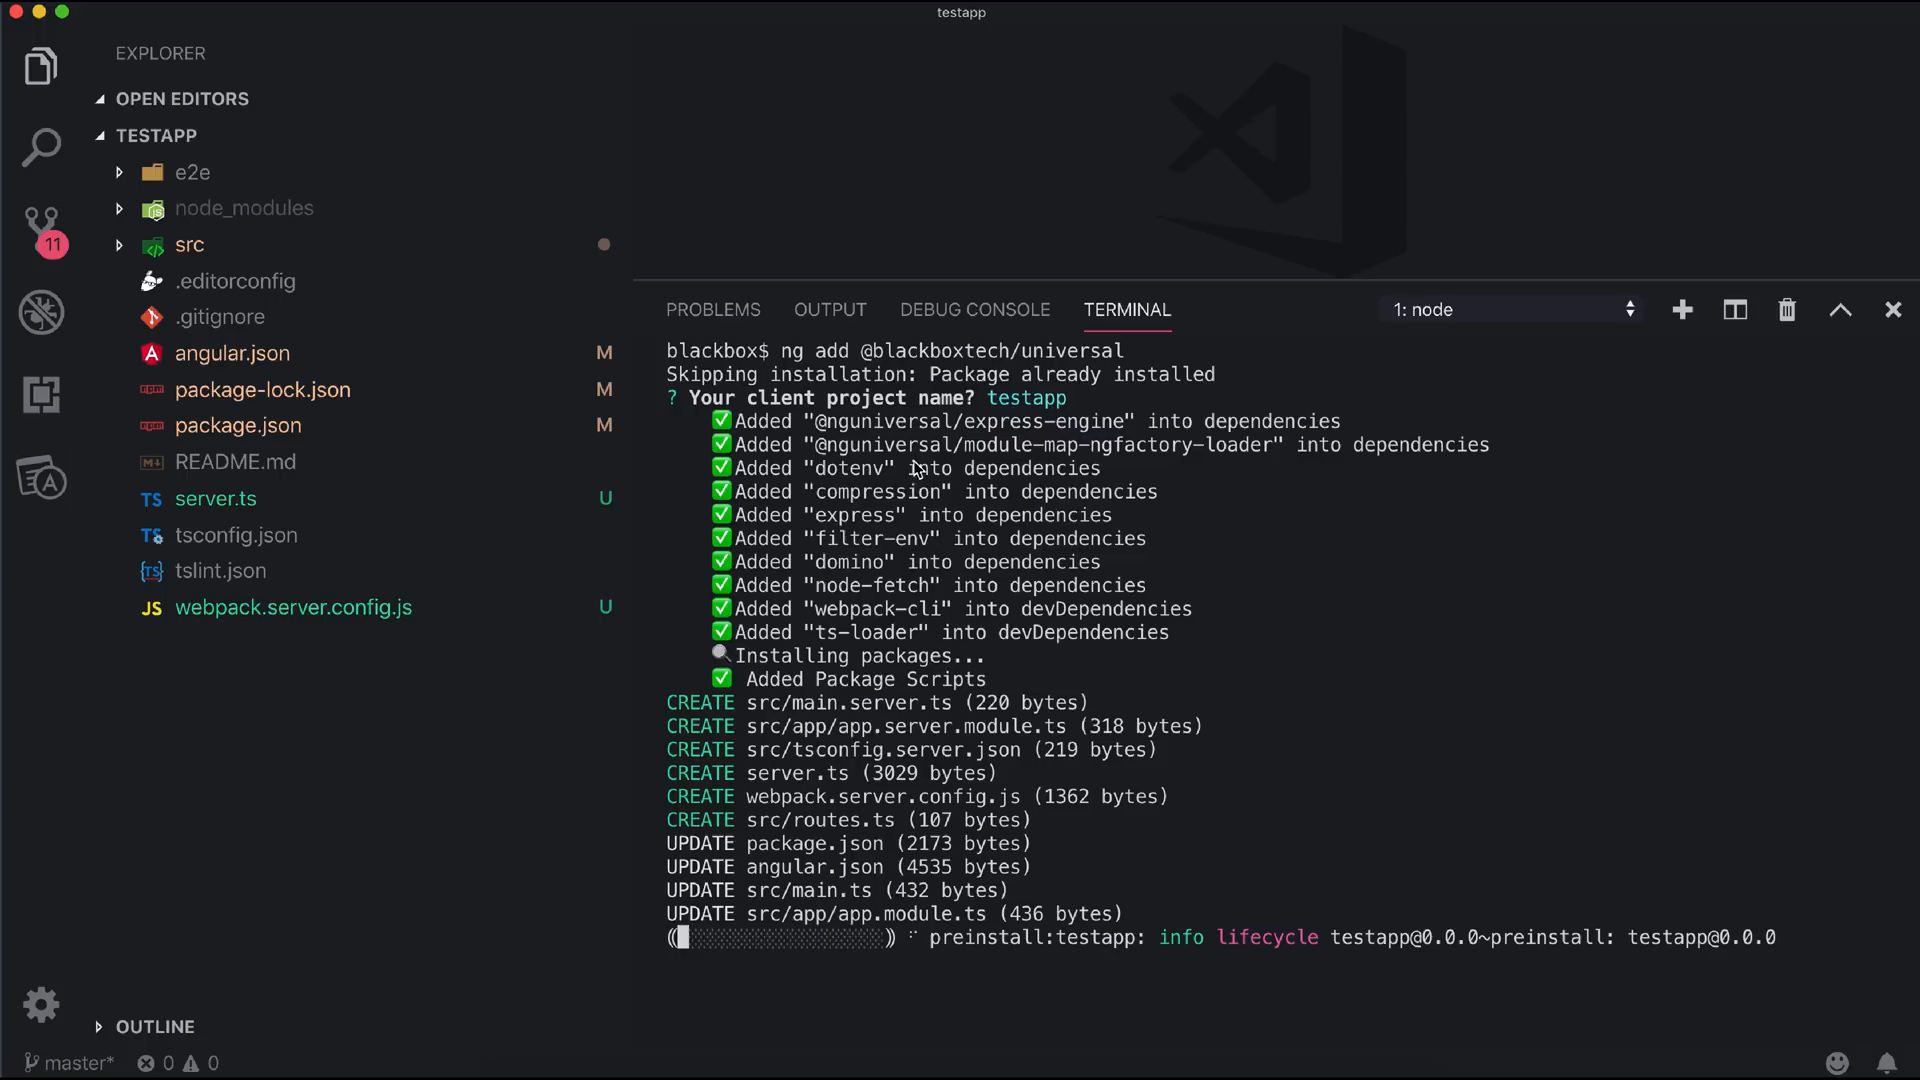 testapp
EXPLORER
OPEN EDITORS
TESTAPP
e2e
node_modules
src
.editorconfig
.gitignore
angular.json M
package-lock.json M
package.json M
README.md
server.ts U
tsconfig.json
tslint.json
webpack.server.config.js U
11
OUTLINE
master* 0 0
PROBLEMS OUTPUT DEBUG CONSOLE TERMINAL 1: node
blackbox$ ng add @blackboxtech/universal
Skipping installation: Package already installed
? Your client project name? testapp
✅Added "@nguniversal/express-engine" into dependencies
✅Added "@nguniversal/module-map-ngfactory-loader" into dependencies
✅Added "dotenv" into dependencies
✅Added "compression" into dependencies
✅Added "express" into dependencies
✅Added "filter-env" into dependencies
✅Added "domino" into dependencies
✅Added "node-fetch" into dependencies
✅Added "webpack-cli" into devDependencies
✅Added "ts-loader" into devDependencies
🔍Installing packages...
✅ Added Package Scripts
CREATE src/main.server.ts (220 bytes)
CREATE src/app/app.server.module.ts (318 bytes)
CREATE src/tsconfig.server.json (219 bytes)
CREATE server.ts (3029 bytes)
CREATE webpack.server.config.js (1362 bytes)
CREATE src/routes.ts (107 bytes)
UPDATE package.json (2173 bytes)
UPDATE angular.json (4535 bytes)
UPDATE src/main.ts (432 bytes)
UPDATE src/app/app.module.ts (436 bytes)
preinstall:testapp: info lifecycle testapp@0.0.0~preinstall: testapp@0.0.0